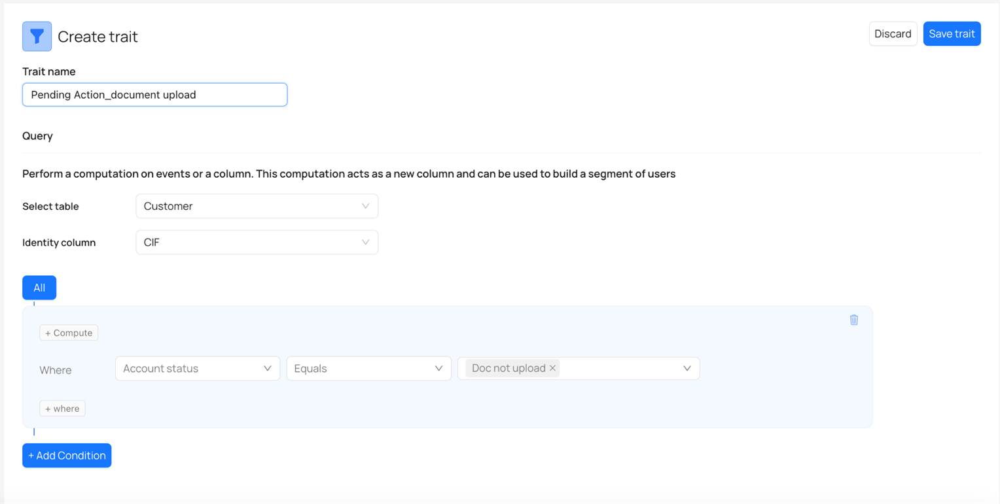 Create trait
Discard
Save trait
Trait name
Pending Action_document upload
Query
Perform a computation on events or a column. This computation acts as a new column and can be used to build a segment of users
Select table
Customer
Identity column
CIF
All
+ Compute
Where
Account status
Equals
Doc not upload ×
+ where
+ Add Condition